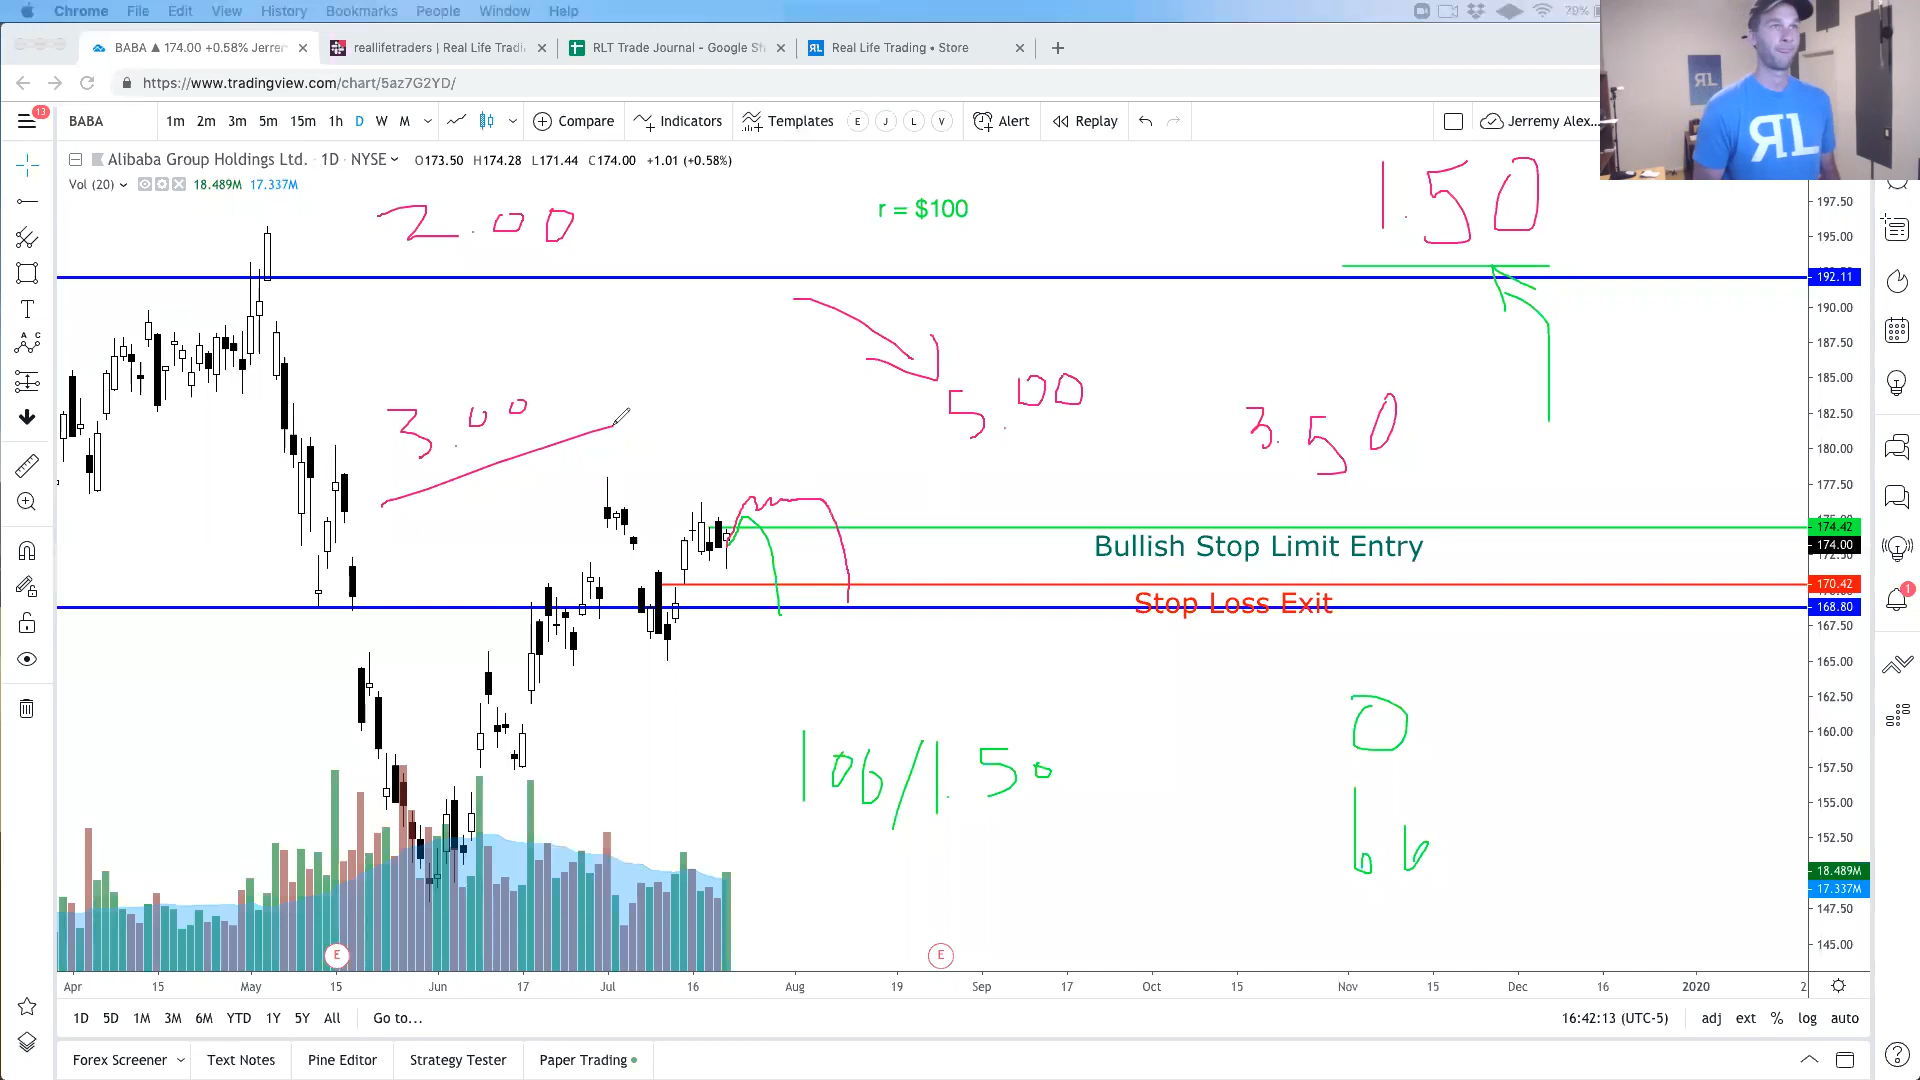 Chrome File Edit View History Bookmarks People Window Help
BABA ▲ 174.00 +0.58% Jerrem × reallifetraders | Real Life Tradi × RLT Trade Journal - Google Sh × Real Life Trading • Store × +
https://www.tradingview.com/chart/5az7G2YD/
13
BABA 1m 2m 3m 5m 15m 1h D W M Compare Indicators Templates E J L V Alert Replay Jerremy Alex...
Alibaba Group Holdings Ltd. · 1D · NYSE O173.50 H174.28 L171.44 C174.00 +1.01 (+0.58%)
Vol (20) 18.489M 17.337M
r = $100
2.00
1.50
3.00
5.00
3.50
Bullish Stop Limit Entry
Stop Loss Exit
100/1.50
0
66
197.50
195.00
192.11
190.00
187.50
185.00
182.50
180.00
177.50
174.42
174.00
170.42
168.80
167.50
165.00
162.50
160.00
157.50
155.00
152.50
18.489M
17.337M
147.50
145.00
1
E E
Apr 15 May 15 Jun 17 Jul 16 Aug 19 Sep 17 Oct 15 Nov 15 Dec 16 2020 2
1D 5D 1M 3M 6M YTD 1Y 5Y All Go to... 16:42:13 (UTC-5) adj ext % log auto
Forex Screener Text Notes Pine Editor Strategy Tester Paper Trading